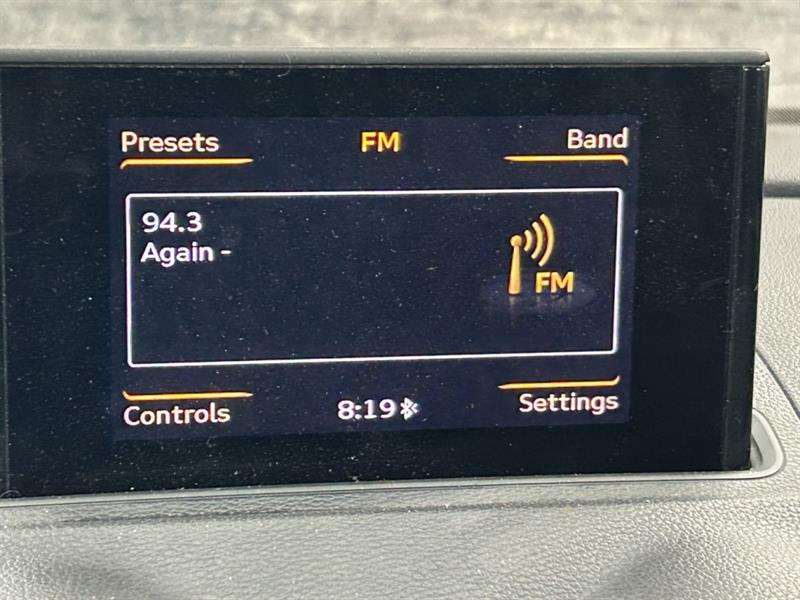 Presets FM Band
94.3
Again -
FM
Controls 8:19 Settings